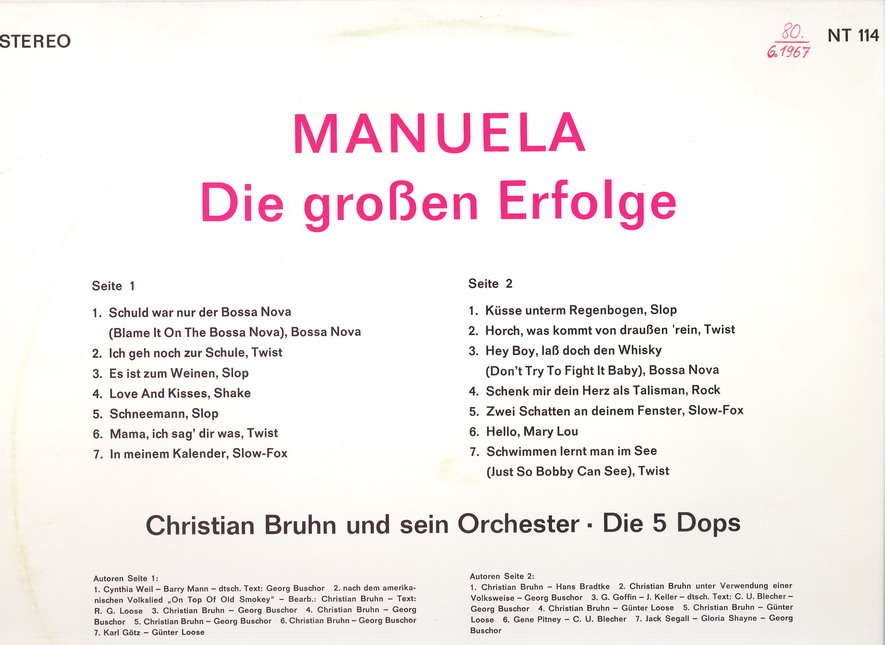 STEREO
80.
6.1967
NT 114
MANUELA
Die großen Erfolge
Seite 1
1. Schuld war nur der Bossa Nova
(Blame It On The Bossa Nova), Bossa Nova
2. Ich geh noch zur Schule, Twist
3. Es ist zum Weinen, Slop
4. Love And Kisses, Shake
5. Schneemann, Slop
6. Mama, ich sag' dir was, Twist
7. In meinem Kalender, Slow-Fox
Seite 2
1. Küsse unterm Regenbogen, Slop
2. Horch, was kommt von draußen 'rein, Twist
3. Hey Boy, laß doch den Whisky
(Don't Try To Fight It Baby), Bossa Nova
4. Schenk mir dein Herz als Talisman, Rock
5. Zwei Schatten an deinem Fenster, Slow-Fox
6. Hello, Mary Lou
7. Schwimmen lernt man im See
(Just So Bobby Can See), Twist
Christian Bruhn und sein Orchester · Die 5 Dops
Autoren Seite 1:
1. Cynthia Weil – Barry Mann – dtsch. Text: Georg Buschor 2. nach dem amerika-
nischen Volkslied „On Top Of Old Smokey" – Bearb.: Christian Bruhn – Text:
R. G. Loose 3. Christian Bruhn – Georg Buschor 4. Christian Bruhn – Georg
Buschor 5. Christian Bruhn – Georg Buschor 6. Christian Bruhn – Georg Buschor
7. Karl Götz – Günter Loose
Autoren Seite 2:
1. Christian Bruhn – Hans Bradtke 2. Christian Bruhn unter Verwendung einer
Volksweise – Georg Buschor 3. G. Goffin – J. Keller – dtsch. Text: C. U. Blecher –
Georg Buschor 4. Christian Bruhn – Günter Loose 5. Christian Bruhn – Günter
Loose 6. Gene Pitney – C. U. Blecher 7. Jack Segall – Gloria Shayne – Georg
Buschor